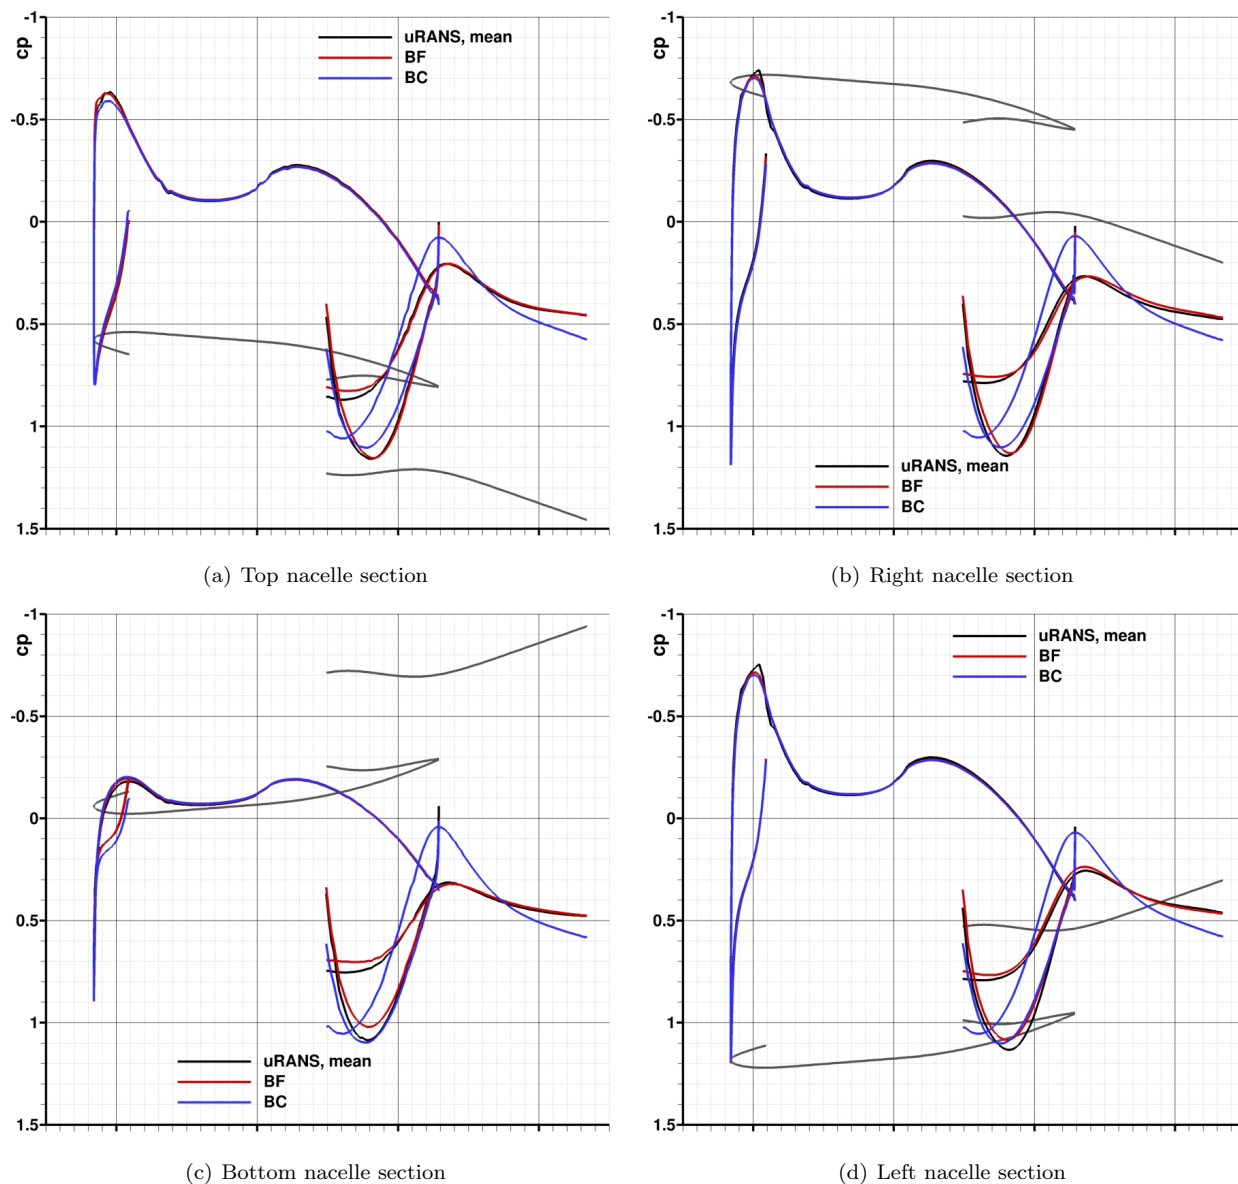 -1
-0.5
0
0.5
1
1.5
cp
uRANS, mean
BF
BC
(a) Top nacelle section
-1
-0.5
0
0.5
1
1.5
cp
uRANS, mean
BF
BC
(b) Right nacelle section
-1
-0.5
0
0.5
1
1.5
cp
uRANS, mean
BF
BC
(c) Bottom nacelle section
-1
-0.5
0
0.5
1
1.5
cp
uRANS, mean
BF
BC
(d) Left nacelle section